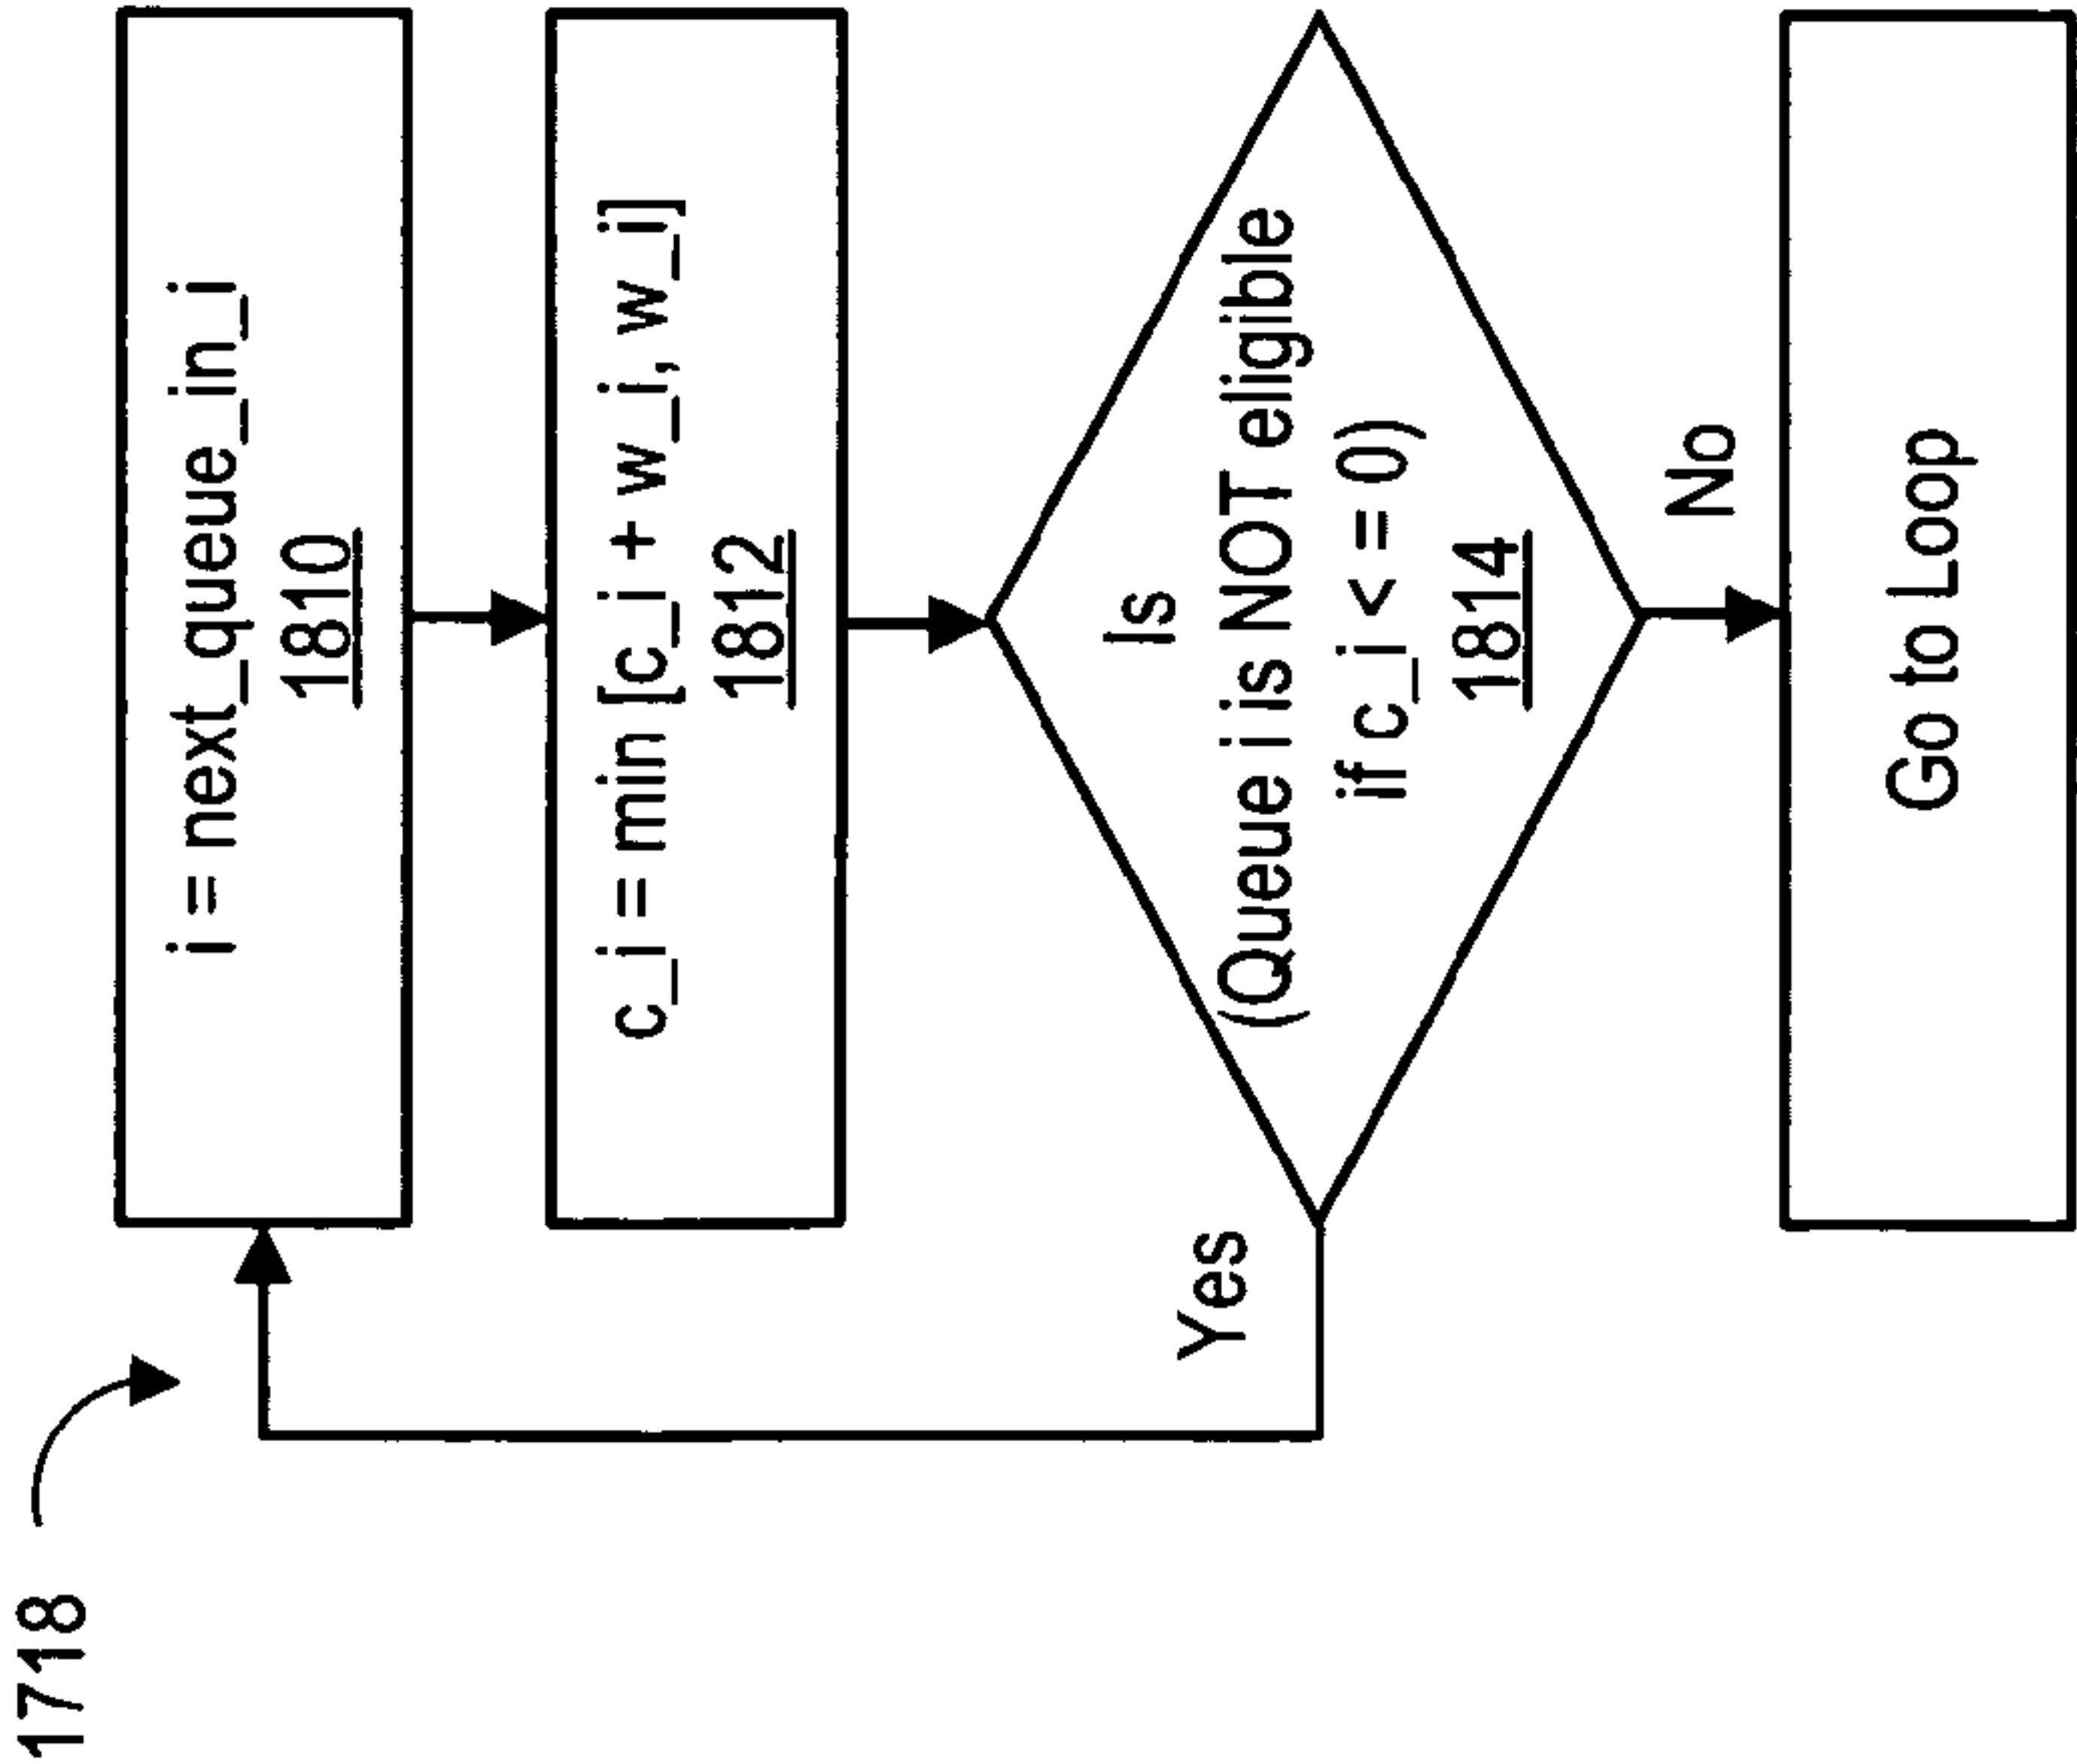 1718
i = next_queue_in_i
1810
c_i = min [c_i + w_i, w_i]
1812
Is
(Queue i is NOT eligible
if c_i < = 0)
1814
Yes
No
Go to Loop